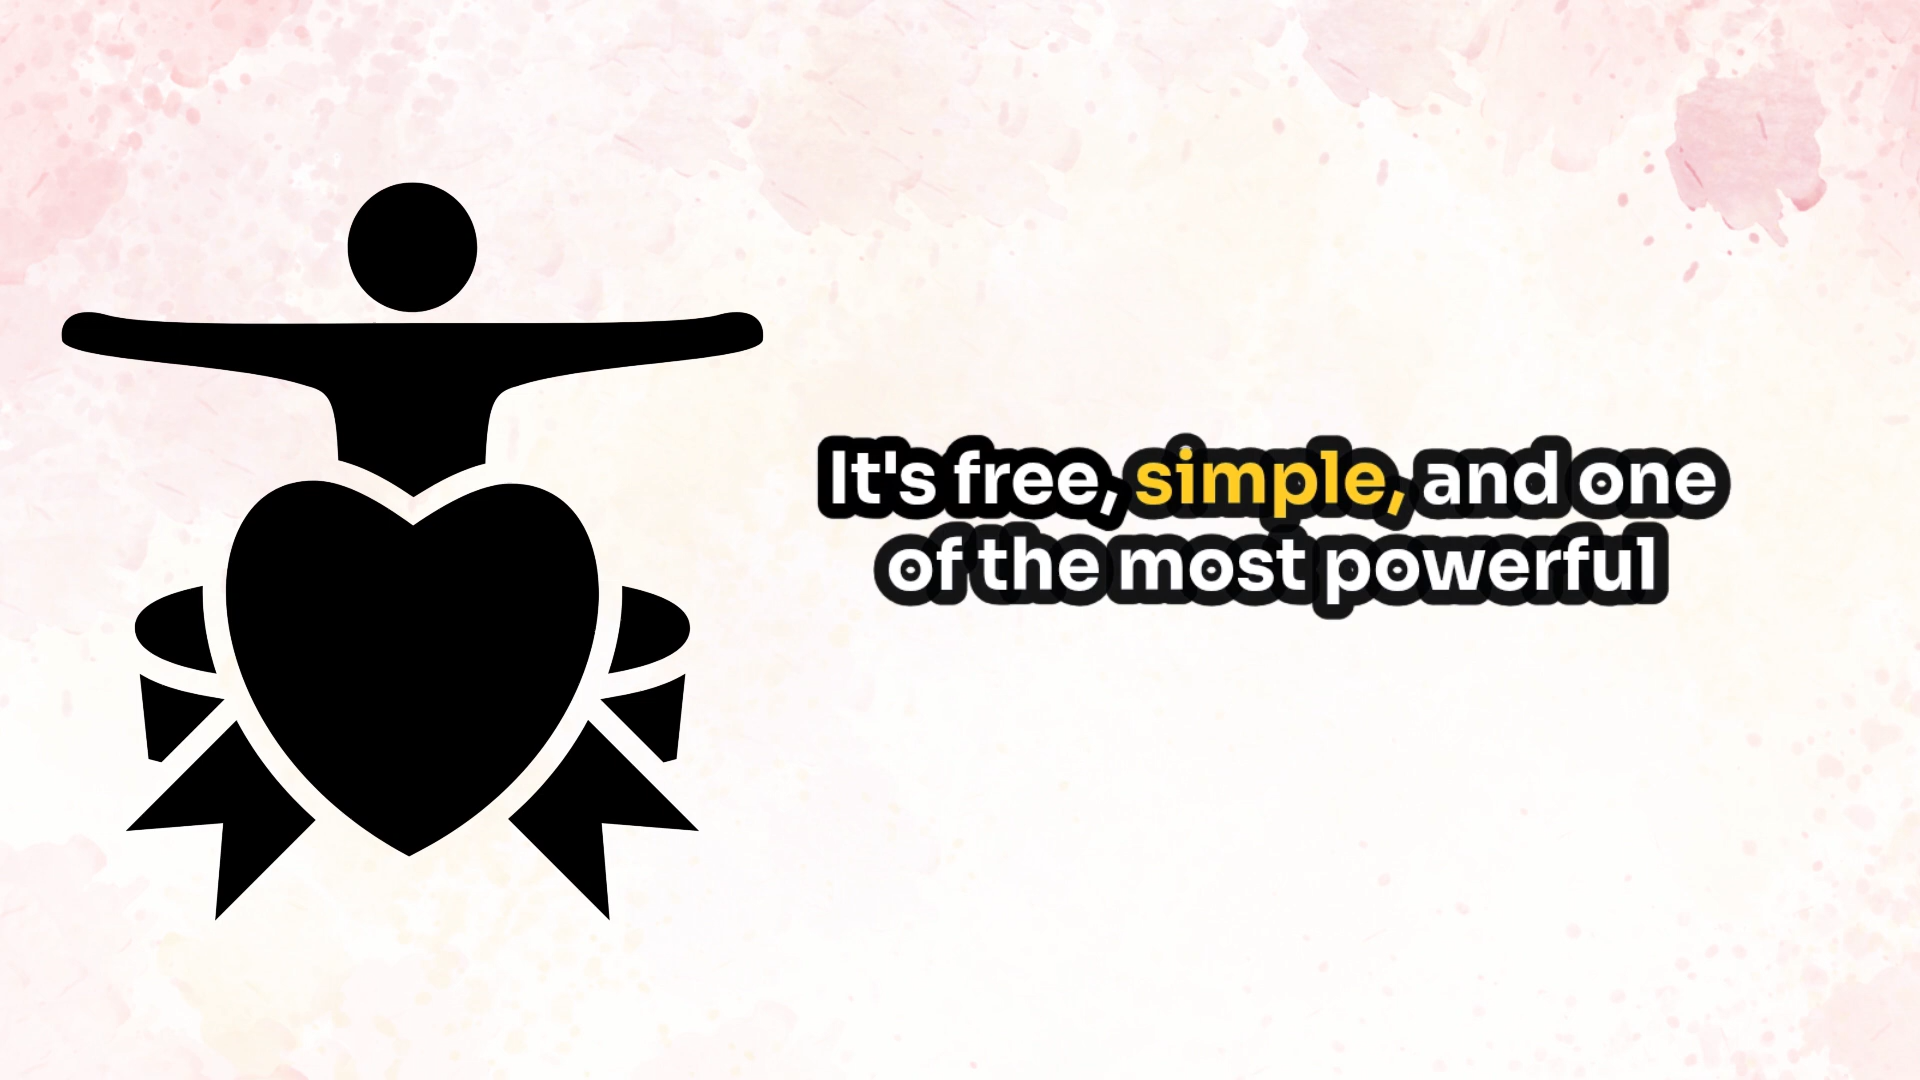 It's free, simple, and one
of the most powerful